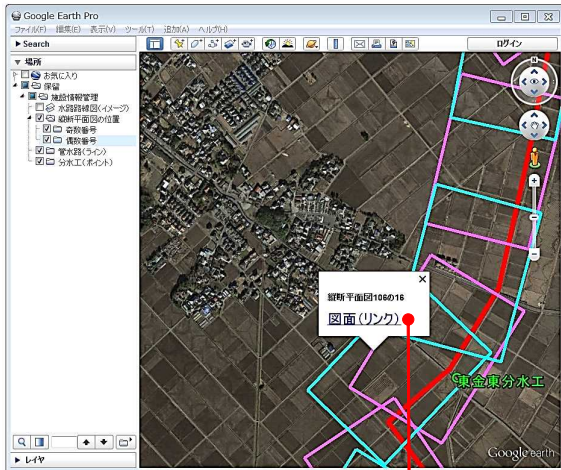 Google Earth Pro
ファイル(F) 編集(E) 表示(V) ツール(T) 追加(A) ヘルプ(H)
Search
ログイン
場所
お気に入り
保留
施設情報管理
水路路線図(イメージ)
縦断平面図の位置
奇数番号
偶数番号
管水路(ライン)
分水工(ポイント)
縦断平面図106の16
図面(リンク)
東金東分水工
Google earth
レイヤ